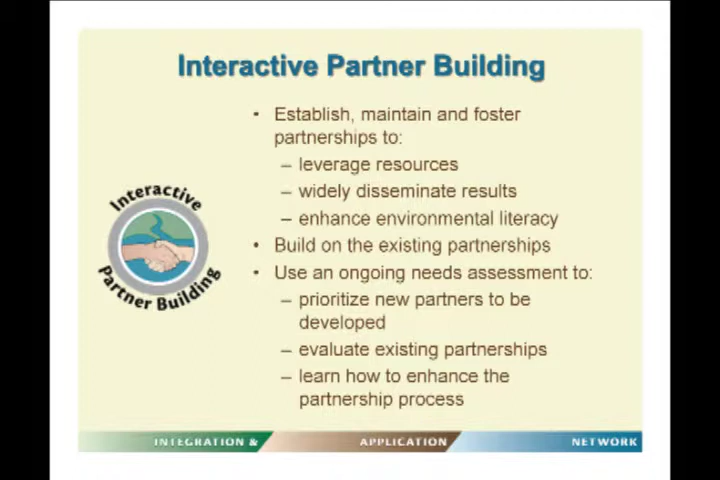 Interactive Partner Building
• Establish, maintain and foster
partnerships to:
– leverage resources
– widely disseminate results
– enhance environmental literacy
• Build on the existing partnerships
• Use an ongoing needs assessment to:
– prioritize new partners to be
developed
– evaluate existing partnerships
– learn how to enhance the
partnership process
Interactive
Partner Building
INTEGRATION & APPLICATION NETWORK